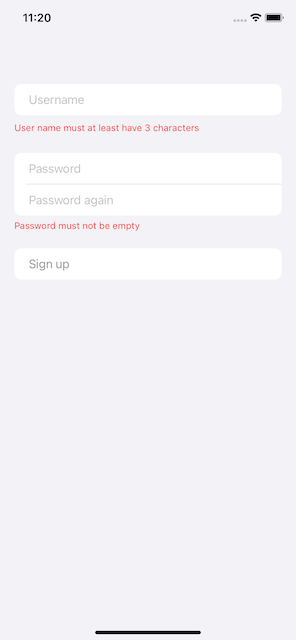 11:20
Username
User name must at least have 3 characters
Password
Password again
Password must not be empty
Sign up